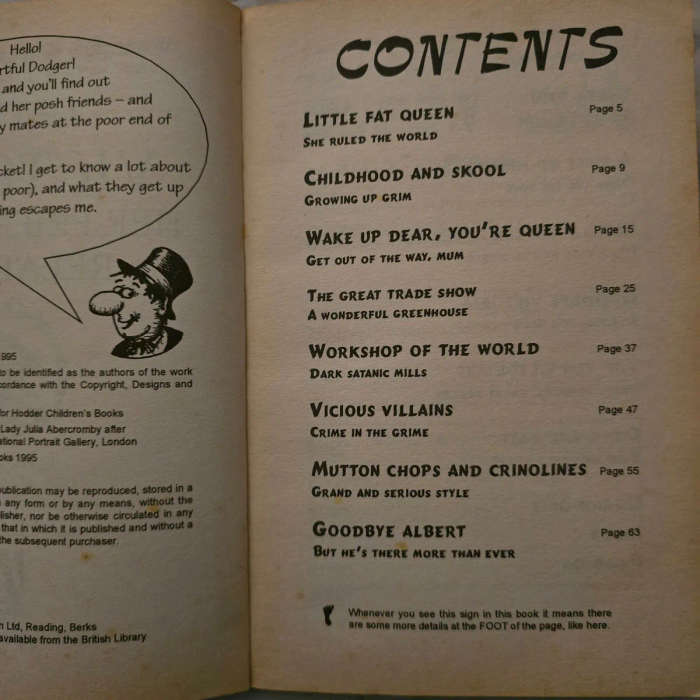 Hello!
rtful Dodger!
and you'll find out
d her posh friends – and
y mates at the poor end of
cket! I get to know a lot about
poor), and what they get up
ing escapes me.
995
to be identified as the authors of the work
cordance with the Copyright, Designs and
for Hodder Children's Books
Lady Julia Abercromby after
ational Portrait Gallery, London
oks 1995
publication may be reproduced, stored in a
any form or by any means, without the
lisher, nor be otherwise circulated in any
that in which it is published and without a
the subsequent purchaser.
n Ltd, Reading, Berks
available from the British Library
CONTENTS
LITTLE FAT QUEEN Page 5
SHE RULED THE WORLD
CHILDHOOD AND SKOOL Page 9
GROWING UP GRIM
WAKE UP DEAR, YOU'RE QUEEN Page 15
GET OUT OF THE WAY, MUM
THE GREAT TRADE SHOW Page 25
A WONDERFUL GREENHOUSE
WORKSHOP OF THE WORLD Page 37
DARK SATANIC MILLS
VICIOUS VILLAINS Page 47
CRIME IN THE GRIME
MUTTON CHOPS AND CRINOLINES Page 55
GRAND AND SERIOUS STYLE
GOODBYE ALBERT Page 63
BUT HE'S THERE MORE THAN EVER
Whenever you see this sign in this book it means there
are some more details at the FOOT of the page, like here.